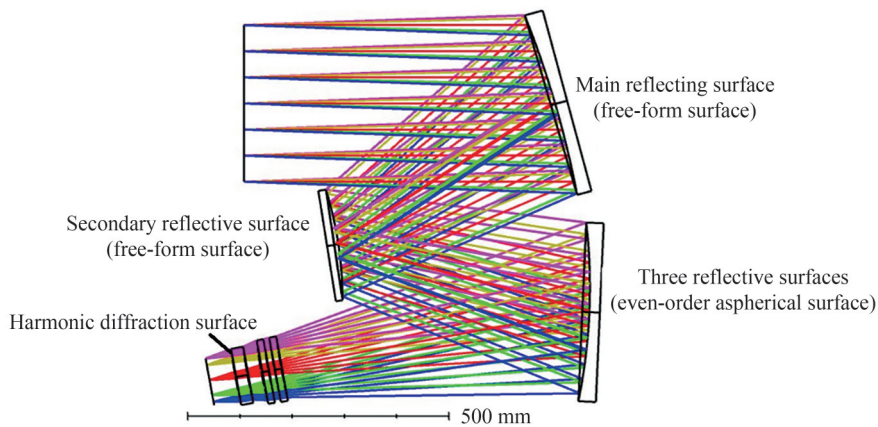 Main reflecting surface
(free-form surface)
Secondary reflective surface
(free-form surface)
Three reflective surfaces
(even-order aspherical surface)
Harmonic diffraction surface
500 mm